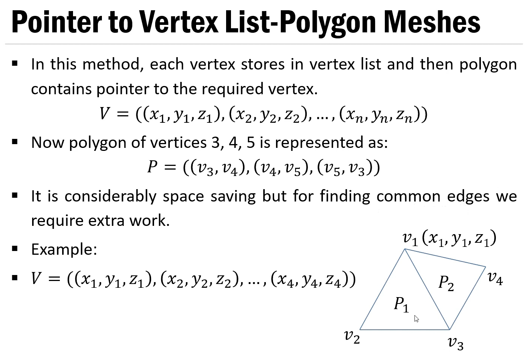 Pointer to Vertex List-Polygon Meshes
▪ In this method, each vertex stores in vertex list and then polygon
contains pointer to the required vertex.
𝑉 = ((𝑥₁, 𝑦₁, 𝑧₁), (𝑥₂, 𝑦₂, 𝑧₂), … , (𝑥ₙ, 𝑦ₙ, 𝑧ₙ))
▪ Now polygon of vertices 3, 4, 5 is represented as:
𝑃 = ((𝑣₃, 𝑣₄), (𝑣₄, 𝑣₅), (𝑣₅, 𝑣₃))
▪ It is considerably space saving but for finding common edges we
require extra work.
▪ Example:
▪ 𝑉 = ((𝑥₁, 𝑦₁, 𝑧₁), (𝑥₂, 𝑦₂, 𝑧₂), … , (𝑥₄, 𝑦₄, 𝑧₄))
𝑣₁ (𝑥₁, 𝑦₁, 𝑧₁)
𝑣₄
𝑃₂
𝑃₁
𝑣₂
𝑣₃